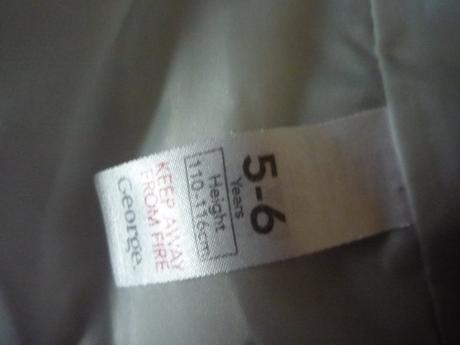 5-6
Years
Height
110-116cm
KEEP AWAY
FROM FIRE
George.